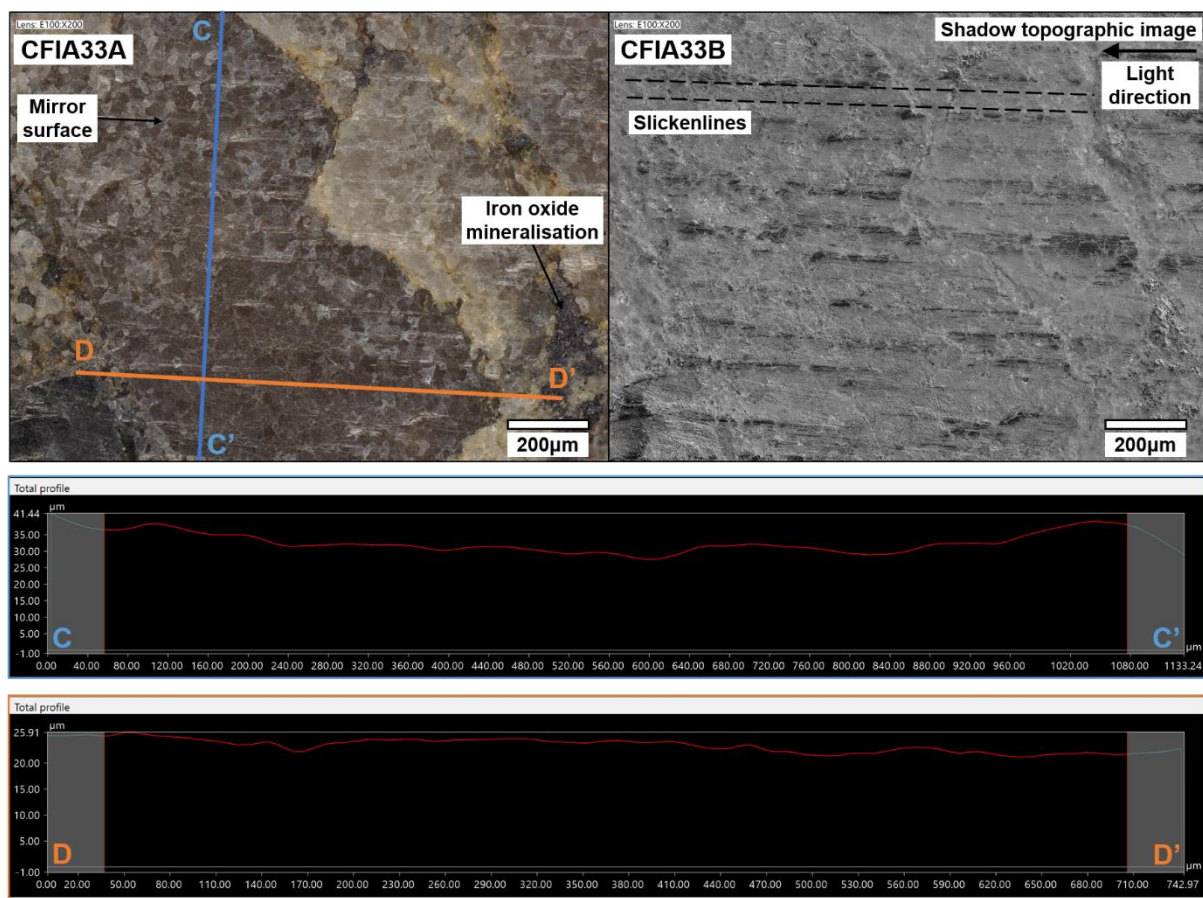 Lens: E100:X200
CFIA33A
C
Mirror
surface
Iron oxide
mineralisation
D
D'
C'
200µm
Lens: E100:X200
CFIA33B
Shadow topographic image
Light
direction
Slickenlines
200µm
Total profile
µm
41.44
35.00
30.00
25.00
20.00
15.00
10.00
5.00
-1.00
C
C'
0.00 40.00 80.00 120.00 160.00 200.00 240.00 280.00 320.00 360.00 400.00 440.00 480.00 520.00 560.00 600.00 640.00 680.00 720.00 760.00 800.00 840.00 880.00 920.00 960.00 1020.00 1080.00 1133.24
µm
Total profile
µm
25.91
20.00
15.00
10.00
5.00
-1.00
D
D'
0.00 20.00 50.00 80.00 110.00 140.00 170.00 200.00 230.00 260.00 290.00 320.00 350.00 380.00 410.00 440.00 470.00 500.00 530.00 560.00 590.00 620.00 650.00 680.00 710.00 742.97
µm